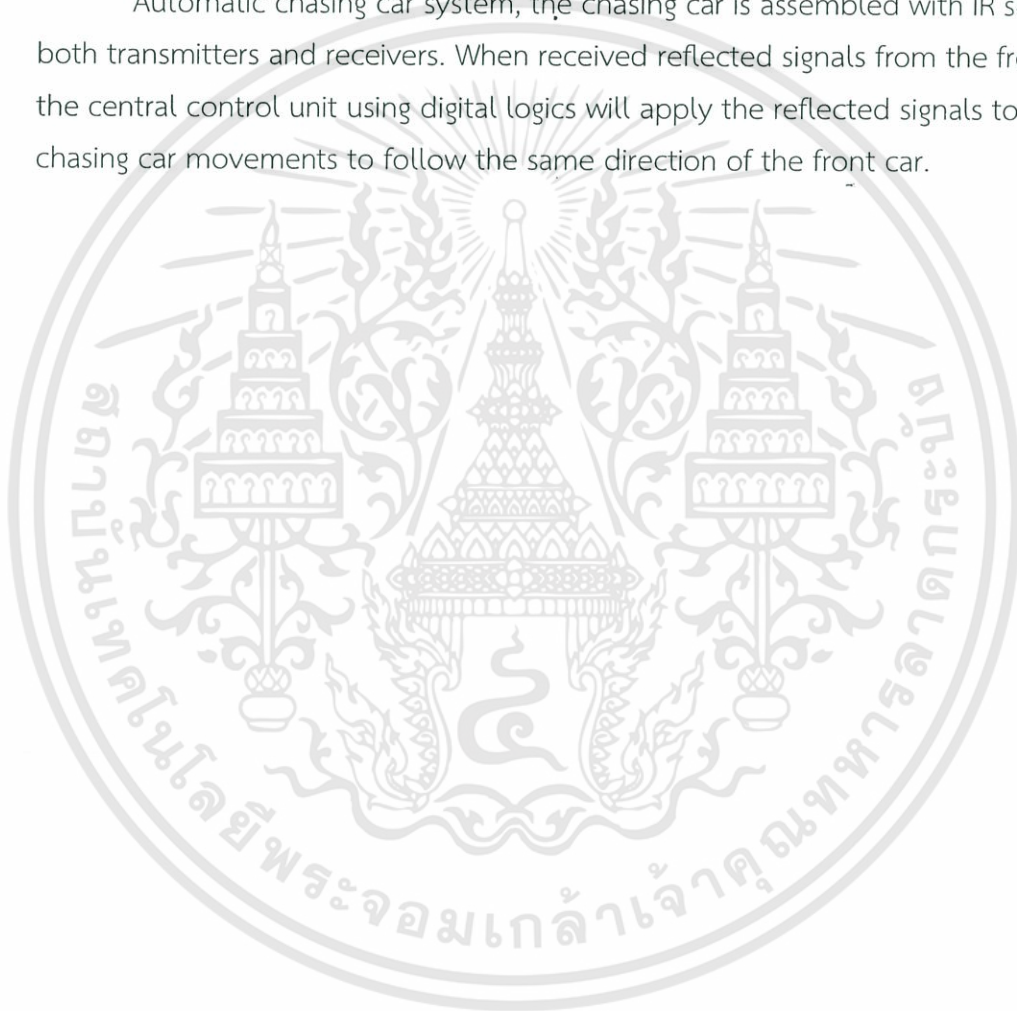 Automatic chasing car system, the chasing car is assembled with IR
both transmitters and receivers. When received reflected signals from the
the central control unit using digital logics will apply the reflected signals to
chasing car movements to follow the same direction of the front car.
สถาบันเทคโนโลยีพระจอมเกล้าเจ้าคุณทหารลาดกระบัง